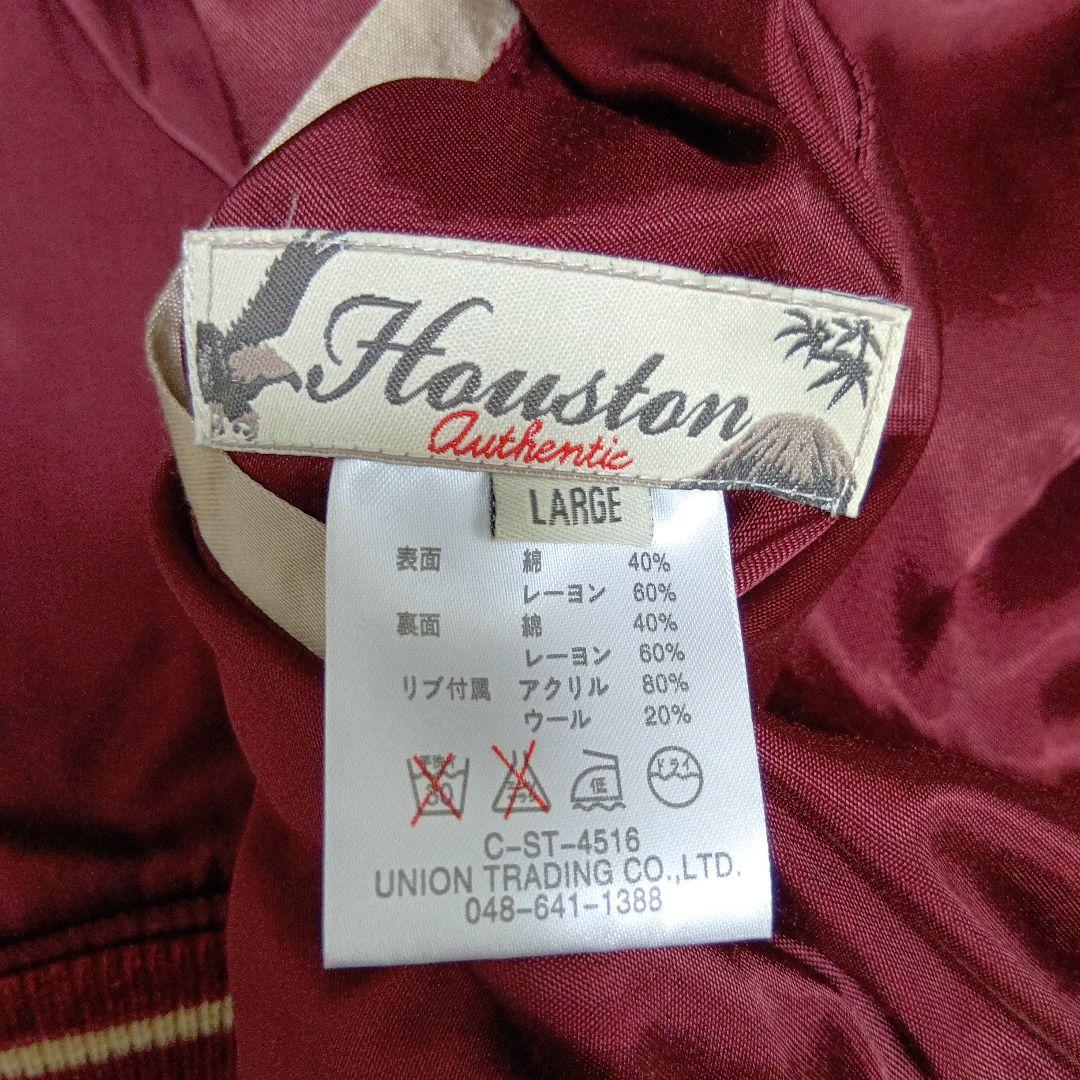 Houston
Authentic
LARGE
表面 綿 40%
レーヨン 60%
裏面 綿 40%
レーヨン 60%
リブ付属 アクリル 80%
ウール 20%
30 低 ドライ
C-ST-4516
UNION TRADING CO.,LTD.
048-641-1388